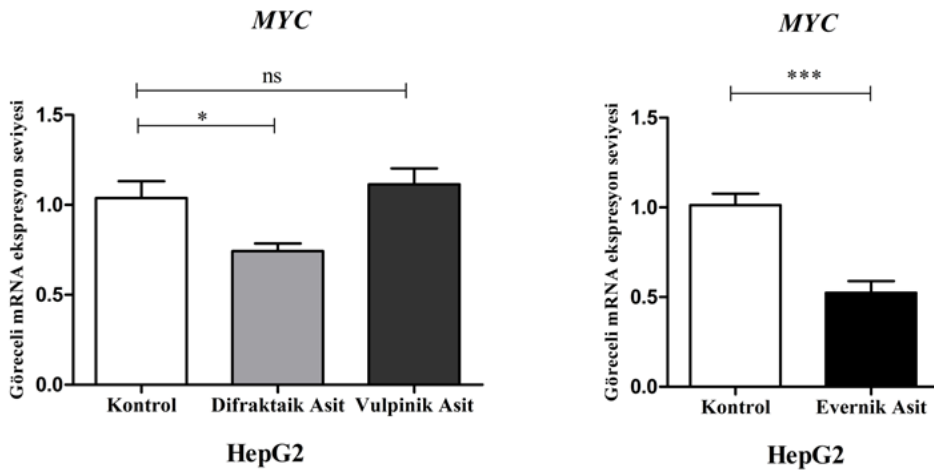 MYC
ns
*
Göreceli mRNA ekspresyon seviyesi
1.5
1.0
0.5
0.0
Kontrol Difraktaik Asit Vulpinik Asit
HepG2
MYC
***
Göreceli mRNA ekspresyon seviyesi
1.5
1.0
0.5
0.0
Kontrol Evernik Asit
HepG2